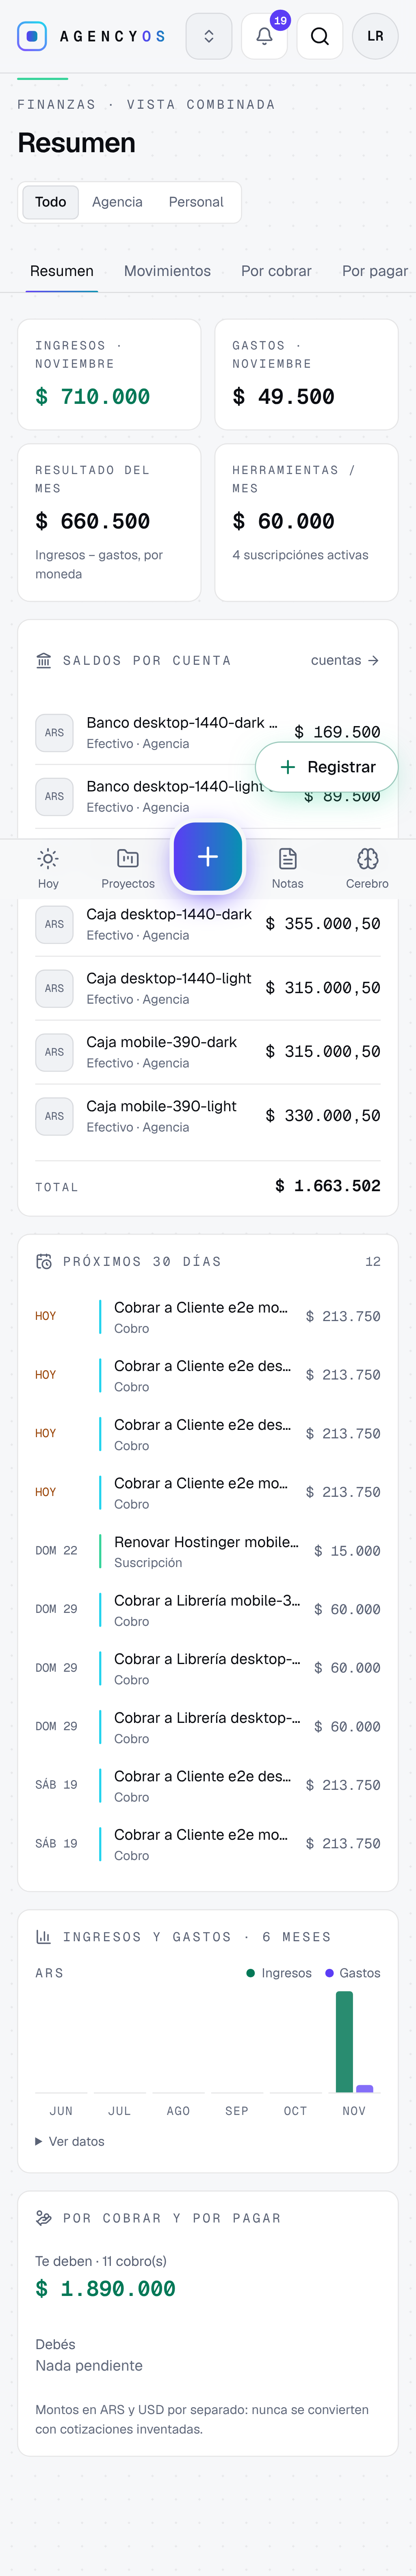 AGENCYOS
19
LR
FINANZAS · VISTA COMBINADA
Resumen
Todo Agencia Personal
Resumen Movimientos Por cobrar Por pagar
INGRESOS ·
NOVIEMBRE
$ 710.000
GASTOS ·
NOVIEMBRE
$ 49.500
RESULTADO DEL
MES
$ 660.500
Ingresos – gastos, por
moneda
HERRAMIENTAS /
MES
$ 60.000
4 suscripciónes activas
SALDOS POR CUENTA cuentas →
ARS Banco desktop-1440-dark … $ 169.500
Efectivo · Agencia
Registrar
ARS Banco desktop-1440-light $ 89.500
Efectivo · Agencia
Hoy Proyectos Notas Cerebro
ARS Caja desktop-1440-dark $ 355.000,50
Efectivo · Agencia
ARS Caja desktop-1440-light $ 315.000,50
Efectivo · Agencia
ARS Caja mobile-390-dark $ 315.000,50
Efectivo · Agencia
ARS Caja mobile-390-light $ 330.000,50
Efectivo · Agencia
TOTAL $ 1.663.502
PRÓXIMOS 30 DÍAS 12
HOY Cobrar a Cliente e2e mo… $ 213.750
Cobro
HOY Cobrar a Cliente e2e des… $ 213.750
Cobro
HOY Cobrar a Cliente e2e des… $ 213.750
Cobro
HOY Cobrar a Cliente e2e mo… $ 213.750
Cobro
DOM 22 Renovar Hostinger mobile… $ 15.000
Suscripción
DOM 29 Cobrar a Librería mobile-3… $ 60.000
Cobro
DOM 29 Cobrar a Librería desktop-… $ 60.000
Cobro
DOM 29 Cobrar a Librería desktop-… $ 60.000
Cobro
SÁB 19 Cobrar a Cliente e2e des… $ 213.750
Cobro
SÁB 19 Cobrar a Cliente e2e mo… $ 213.750
Cobro
INGRESOS Y GASTOS · 6 MESES
ARS Ingresos Gastos
JUN JUL AGO SEP OCT NOV
Ver datos
POR COBRAR Y POR PAGAR
Te deben · 11 cobro(s)
$ 1.890.000
Debés
Nada pendiente
Montos en ARS y USD por separado: nunca se convierten
con cotizaciones inventadas.